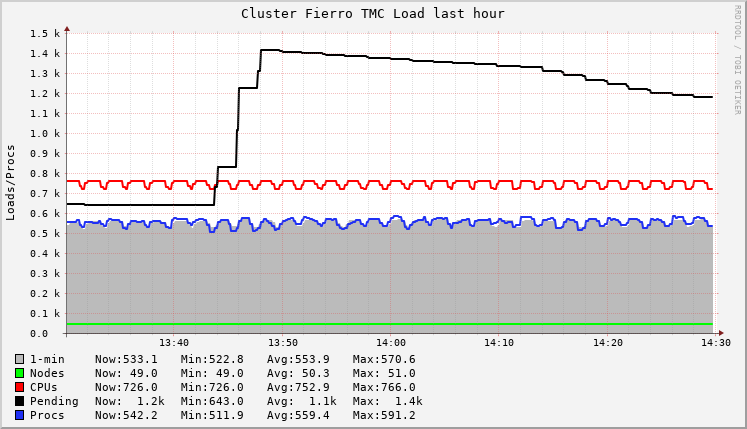 Cluster Fierro TMC Load last hour
RRDTOOL / TOBI OETIKER
Loads/Procs
1.5 k
1.4 k
1.3 k
1.2 k
1.1 k
1.0 k
0.9 k
0.8 k
0.7 k
0.6 k
0.5 k
0.4 k
0.3 k
0.2 k
0.1 k
0.0
13:40 13:50 14:00 14:10 14:20 14:30
1-min Now:533.1 Min:522.8 Avg:553.9 Max:570.6
Nodes Now: 49.0 Min: 49.0 Avg: 50.3 Max: 51.0
CPUs Now:726.0 Min:726.0 Avg:752.9 Max:766.0
Pending Now: 1.2k Min:643.0 Avg: 1.1k Max: 1.4k
Procs Now:542.2 Min:511.9 Avg:559.4 Max:591.2